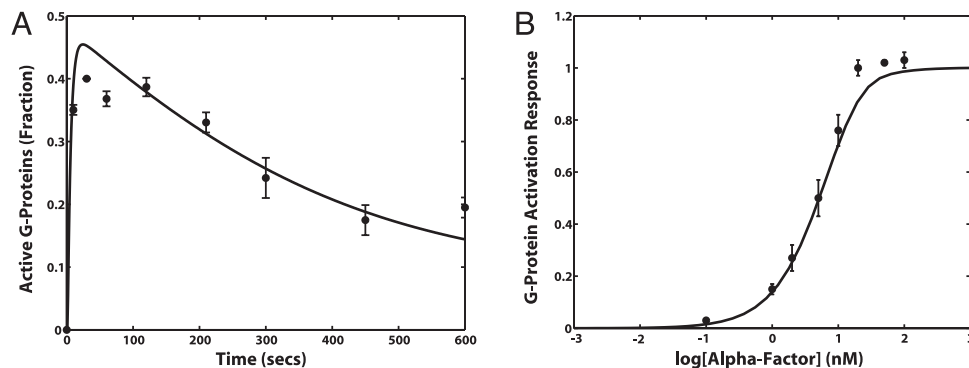 A
Active G-Proteins (Fraction)
0.5
0.4
0.3
0.2
0.1
0
0 100 200 300 400 500 600
Time (secs)
B
G-Protein Activation Response
1.2
1
0.8
0.6
0.4
0.2
0
-3 -2 -1 0 1 2 3
log[Alpha-Factor] (nM)